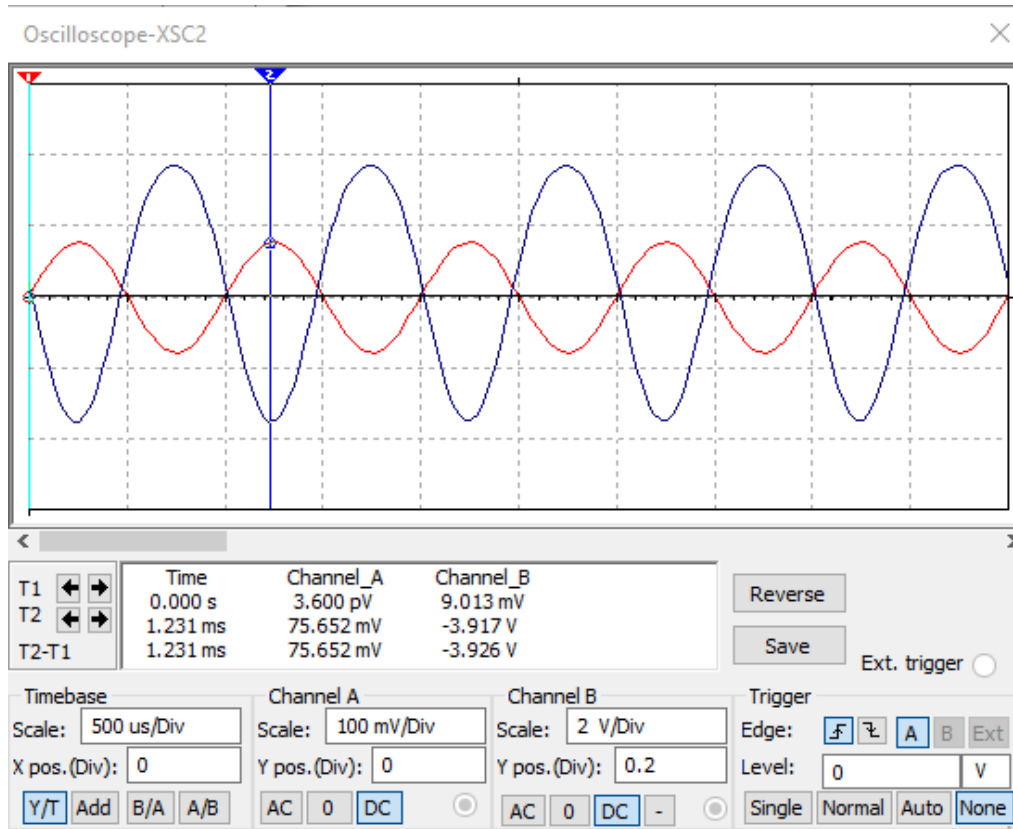 Oscilloscope-XSC2
1
2
T1
T2
T2-T1
Time Channel_A Channel_B
0.000 s 3.600 pV 9.013 mV
1.231 ms 75.652 mV -3.917 V
1.231 ms 75.652 mV -3.926 V
Reverse
Save
Ext. trigger
Timebase
Scale: 500 us/Div
X pos.(Div): 0
Y/T Add B/A A/B
Channel A
Scale: 100 mV/Div
Y pos.(Div): 0
AC 0 DC
Channel B
Scale: 2 V/Div
Y pos.(Div): 0.2
AC 0 DC -
Trigger
Edge: A B Ext
Level: 0 V
Single Normal Auto None